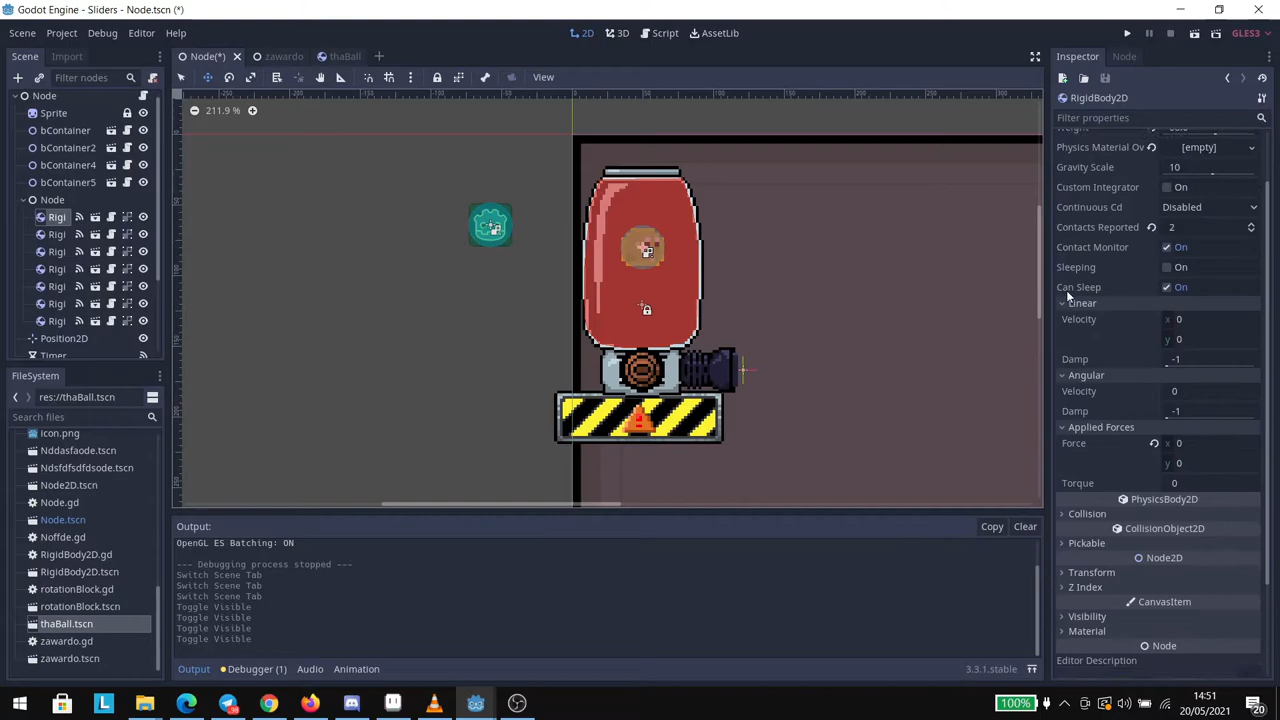 Godot Engine - Sliders - Node.tscn (*)
Scene Project Debug Editor Help
2D 3D Script AssetLib
GLES3
Scene Import
Node(*) zawardo thaBall
Inspector Node
Filter nodes
View
Node
Sprite
bContainer
bContainer2
bContainer4
bContainer5
Node
Rigi
Rigi
Rigi
Rigi
Rigi
Rigi
Rigi
Position2D
Timer
211.9 %
RigidBody2D
Filter properties
Physics Material Ov [empty]
Gravity Scale 10
Custom Integrator On
Continuous Cd Disabled
Contacts Reported 2
Contact Monitor On
Sleeping On
Can Sleep On
Linear
Velocity x 0
y 0
Damp -1
Angular
Velocity 0
Damp -1
Applied Forces
Force x 0
y 0
Torque 0
PhysicsBody2D
Collision
CollisionObject2D
Pickable
Node2D
Transform
Z Index
CanvasItem
Visibility
Material
Node
Editor Description
FileSystem
res://thaBall.tscn
Search files
icon.png
Nddasfaode.tscn
Ndsfdfsdfdsode.tscn
Node2D.tscn
Node.gd
Node.tscn
Noffde.gd
RigidBody2D.gd
RigidBody2D.tscn
rotationBlock.gd
rotationBlock.tscn
thaBall.tscn
zawardo.gd
zawardo.tscn
Output:
Copy Clear
OpenGL ES Batching: ON
--- Debugging process stopped ---
Switch Scene Tab
Switch Scene Tab
Switch Scene Tab
Toggle Visible
Toggle Visible
Toggle Visible
Toggle Visible
Output Debugger (1) Audio Animation
3.3.1.stable
100%
14:51
20/05/2021
20